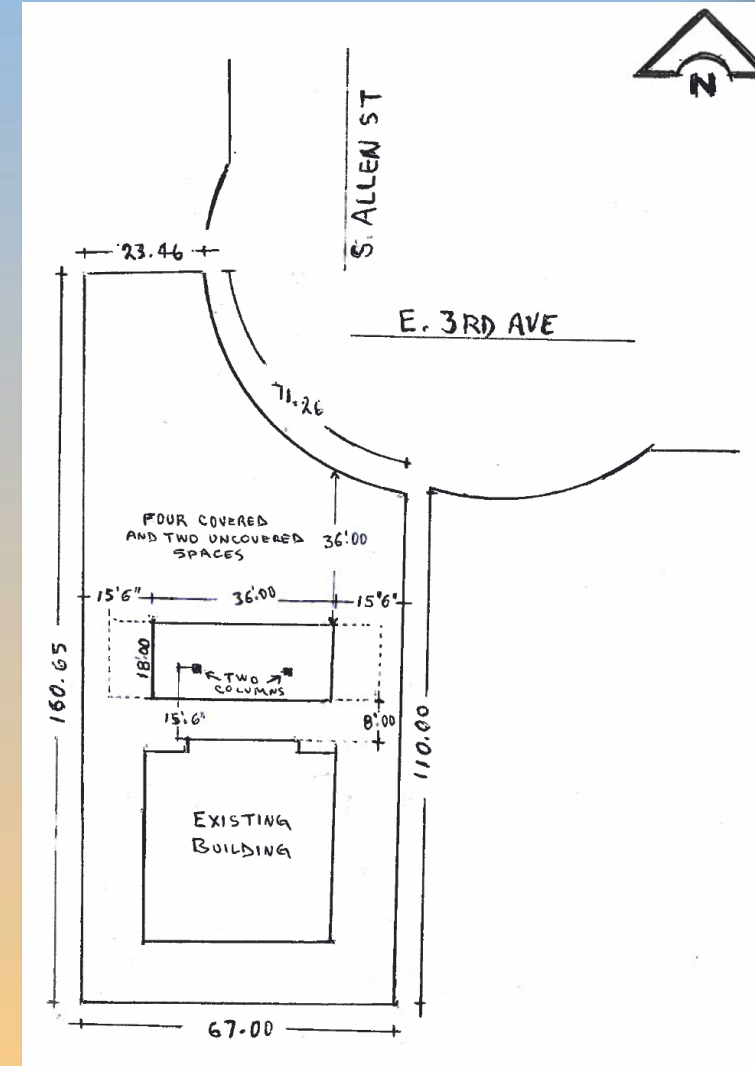 N
S. ALLEN ST
23.46
E. 3RD AVE
71.26
FOUR COVERED
AND TWO UNCOVERED
SPACES
36'.00
15'6"
36'.00
15'6"
18'.00
TWO
COLUMNS
15'.6"
8'.00
160.65
110.00
EXISTING
BUILDING
67.00